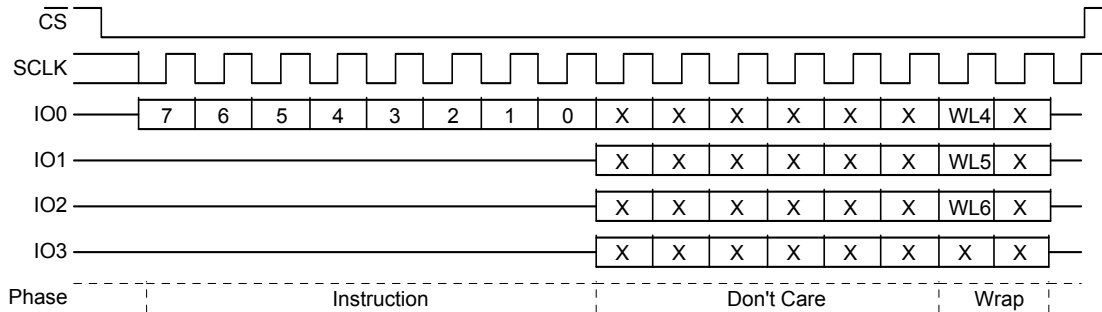 CS
SCLK
IO0 7 6 5 4 3 2 1 0 X X X X X X WL4 X
IO1 X X X X X X WL5 X
IO2 X X X X X X WL6 X
IO3 X X X X X X X X
Phase Instruction Don't Care Wrap